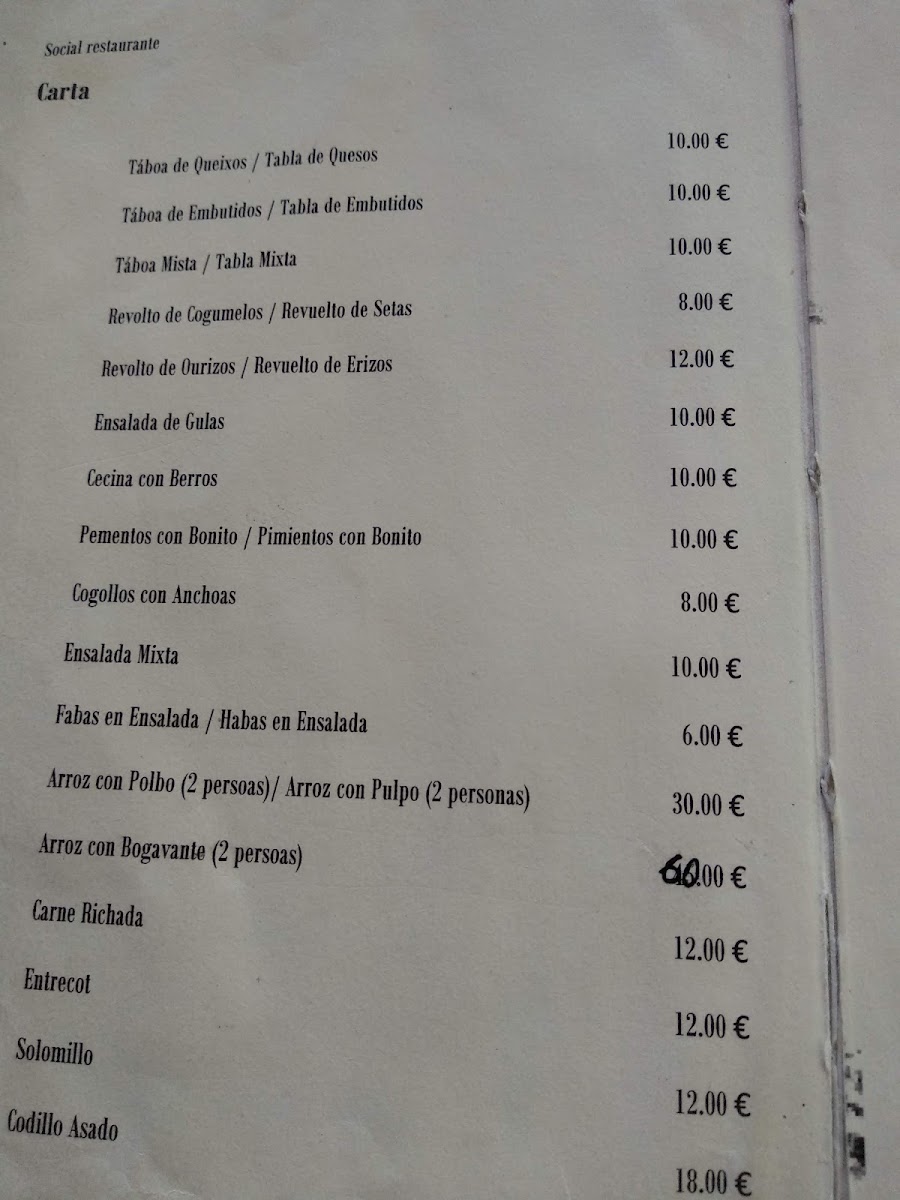 Social restaurante
Carta
Táboa de Queixos / Tabla de Quesos 10.00 €
Táboa de Embutidos / Tabla de Embutidos 10.00 €
Táboa Mista / Tabla Mixta 10.00 €
Revolto de Cogumelos / Revuelto de Setas 8.00 €
Revolto de Ourizos / Revuelto de Erizos 12.00 €
Ensalada de Gulas 10.00 €
Cecina con Berros 10.00 €
Pementos con Bonito / Pimientos con Bonito 10.00 €
Cogollos con Anchoas 8.00 €
Ensalada Mixta 10.00 €
Fabas en Ensalada / Habas en Ensalada 6.00 €
Arroz con Polbo (2 persoas)/ Arroz con Pulpo (2 personas) 30.00 €
Arroz con Bogavante (2 persoas) 60.00 €
Carne Richada 12.00 €
Entrecot 12.00 €
Solomillo 12.00 €
Codillo Asado 18.00 €